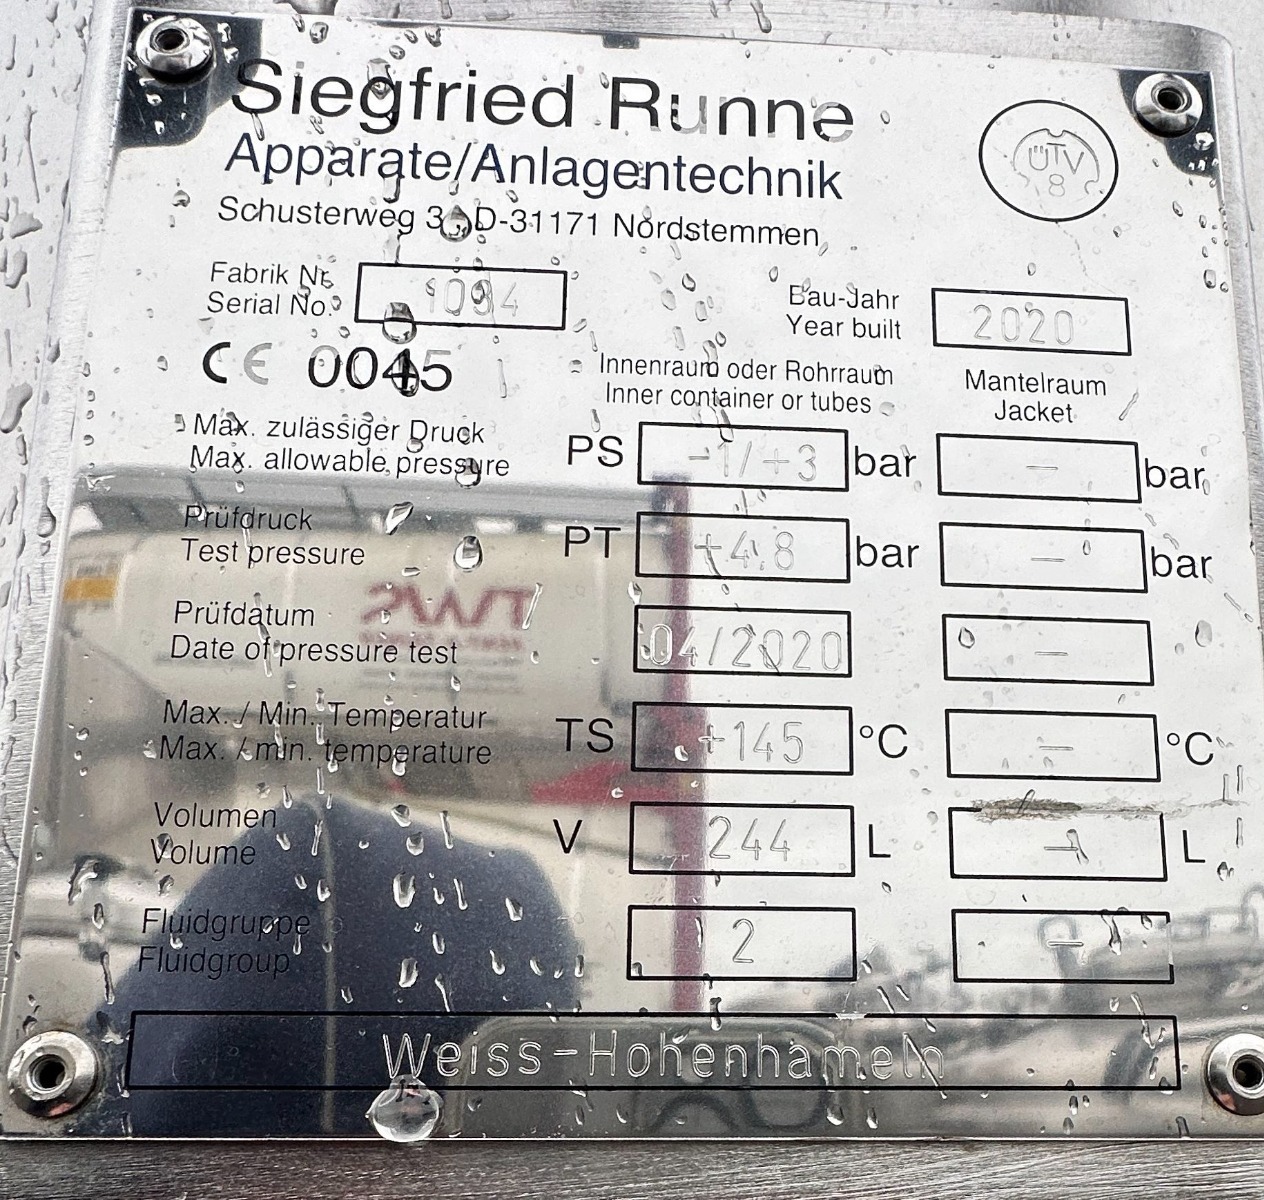 Siegfried Runne
Apparate/Anlagentechnik
Schusterweg 3, D-31171 Nordstemmen
ÜTV
8
Fabrik Nr.
Serial No.
1094
Bau-Jahr
Year built
2020
CE 0045
Innenraum oder Rohrraum
Inner container or tubes
Mantelraum
Jacket
Max. zulässiger Druck
Max. allowable pressure
PS -1/+3 bar - bar
Prüfdruck
Test pressure
PT +4.8 bar - bar
Prüfdatum
Date of pressure test
04/2020 -
Max. / Min. Temperatur
Max. / min. temperature
TS +145 °C - °C
Volumen
Volume
V 244 L - L
Fluidgruppe
Fluidgroup
2 -
Weiss-Hohenhameln